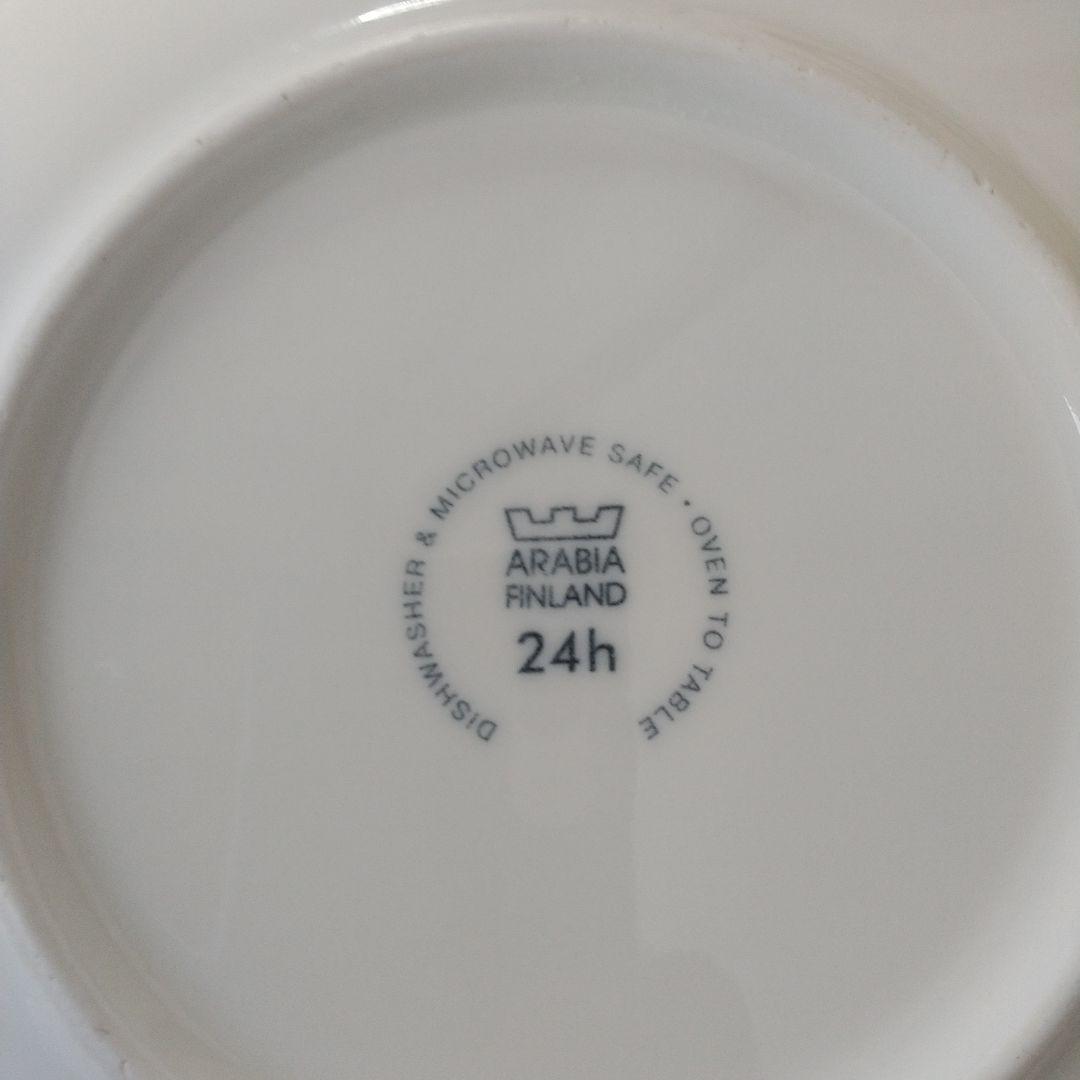 DISHWASHER & MICROWAVE SAFE · OVEN TO TABLE
ARABIA
FINLAND
24h